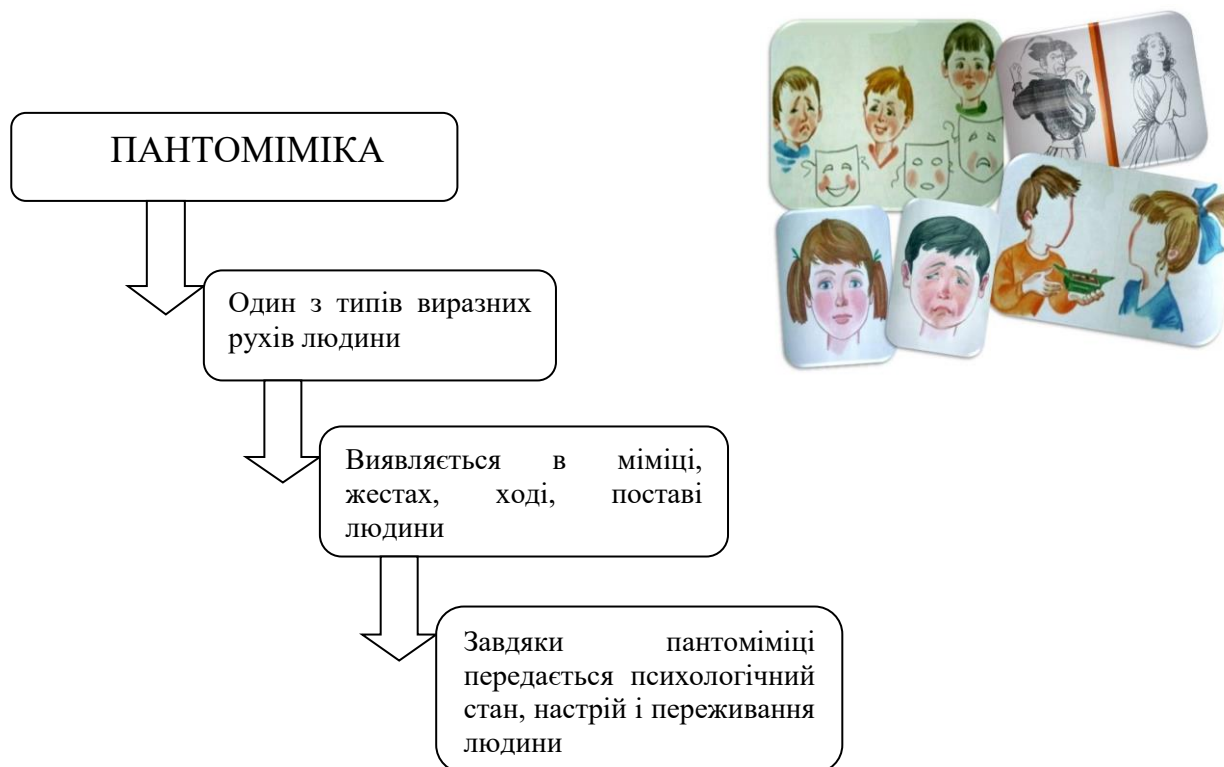 ПАНТОМІМІКА
Один з типів виразних
рухів людини
Виявляється в міміці,
жестах, ході, поставі
людини
Завдяки пантоміміці
передається психологічний
стан, настрій і переживання
людини